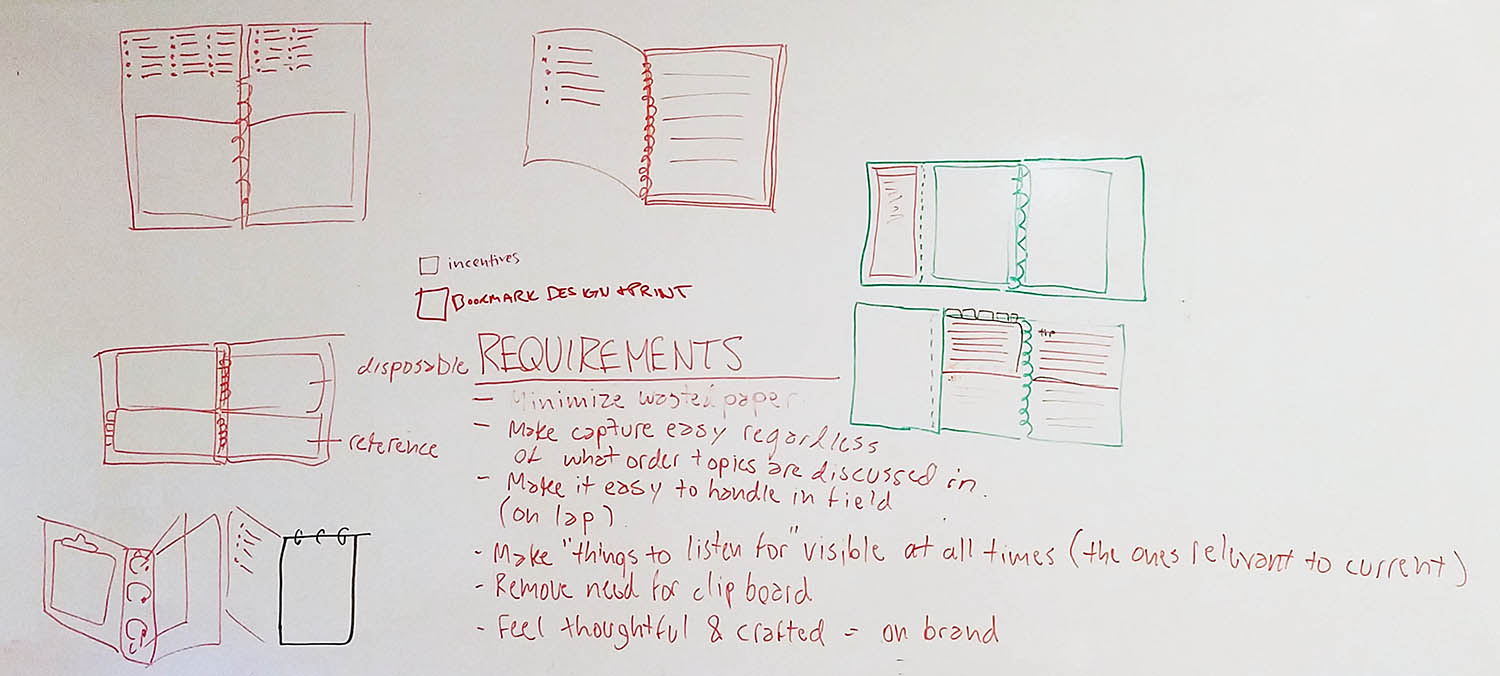 incentives
BOOKMARK DESIGN + PRINT
disposable
reference
REQUIREMENTS
- Minimize wasted paper
- Make capture easy regardless
of what order topics are discussed in.
- Make it easy to handle in field
(on lap)
- Make "things to listen for" visible at all times (the ones relevant to current)
- Remove need for clip board
- Feel thoughtful & crafted = on brand